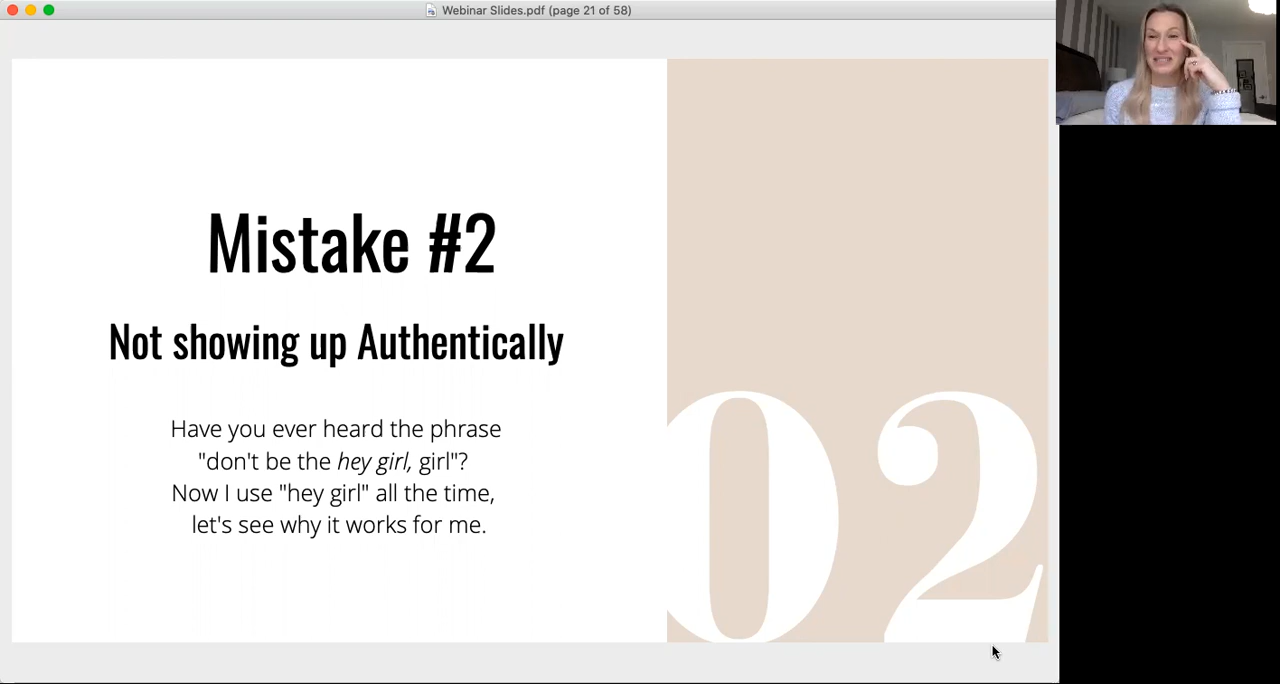 Webinar Slides.pdf (page 21 of 58)
Mistake #2
Not showing up Authentically
Have you ever heard the phrase
"don't be the hey girl, girl"?
Now I use "hey girl" all the time,
let's see why it works for me.
02